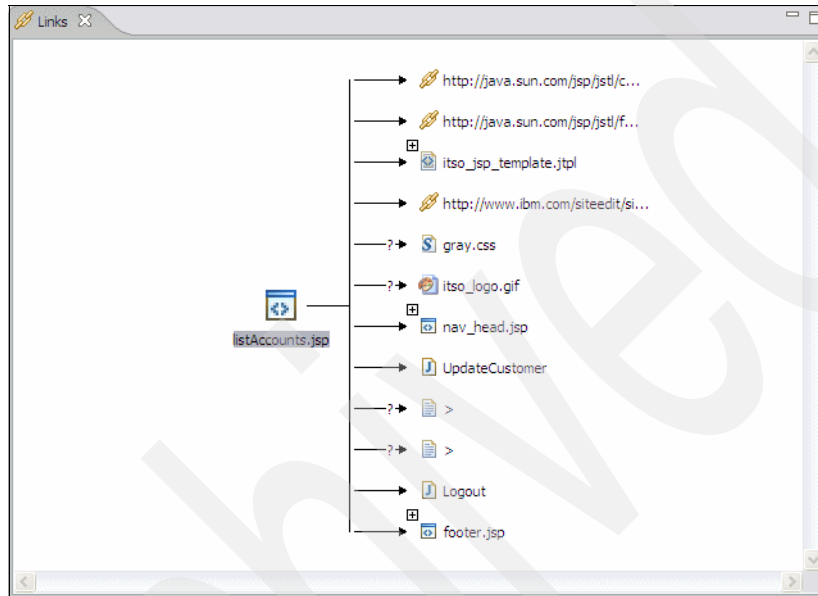 Links
http://java.sun.com/jsp/jstl/c...
http://java.sun.com/jsp/jstl/f...
itso_jsp_template.jtpl
http://www.ibm.com/siteedit/si...
? gray.css
? itso_logo.gif
listAccounts.jsp
nav_head.jsp
UpdateCustomer
? >
? >
Logout
footer.jsp